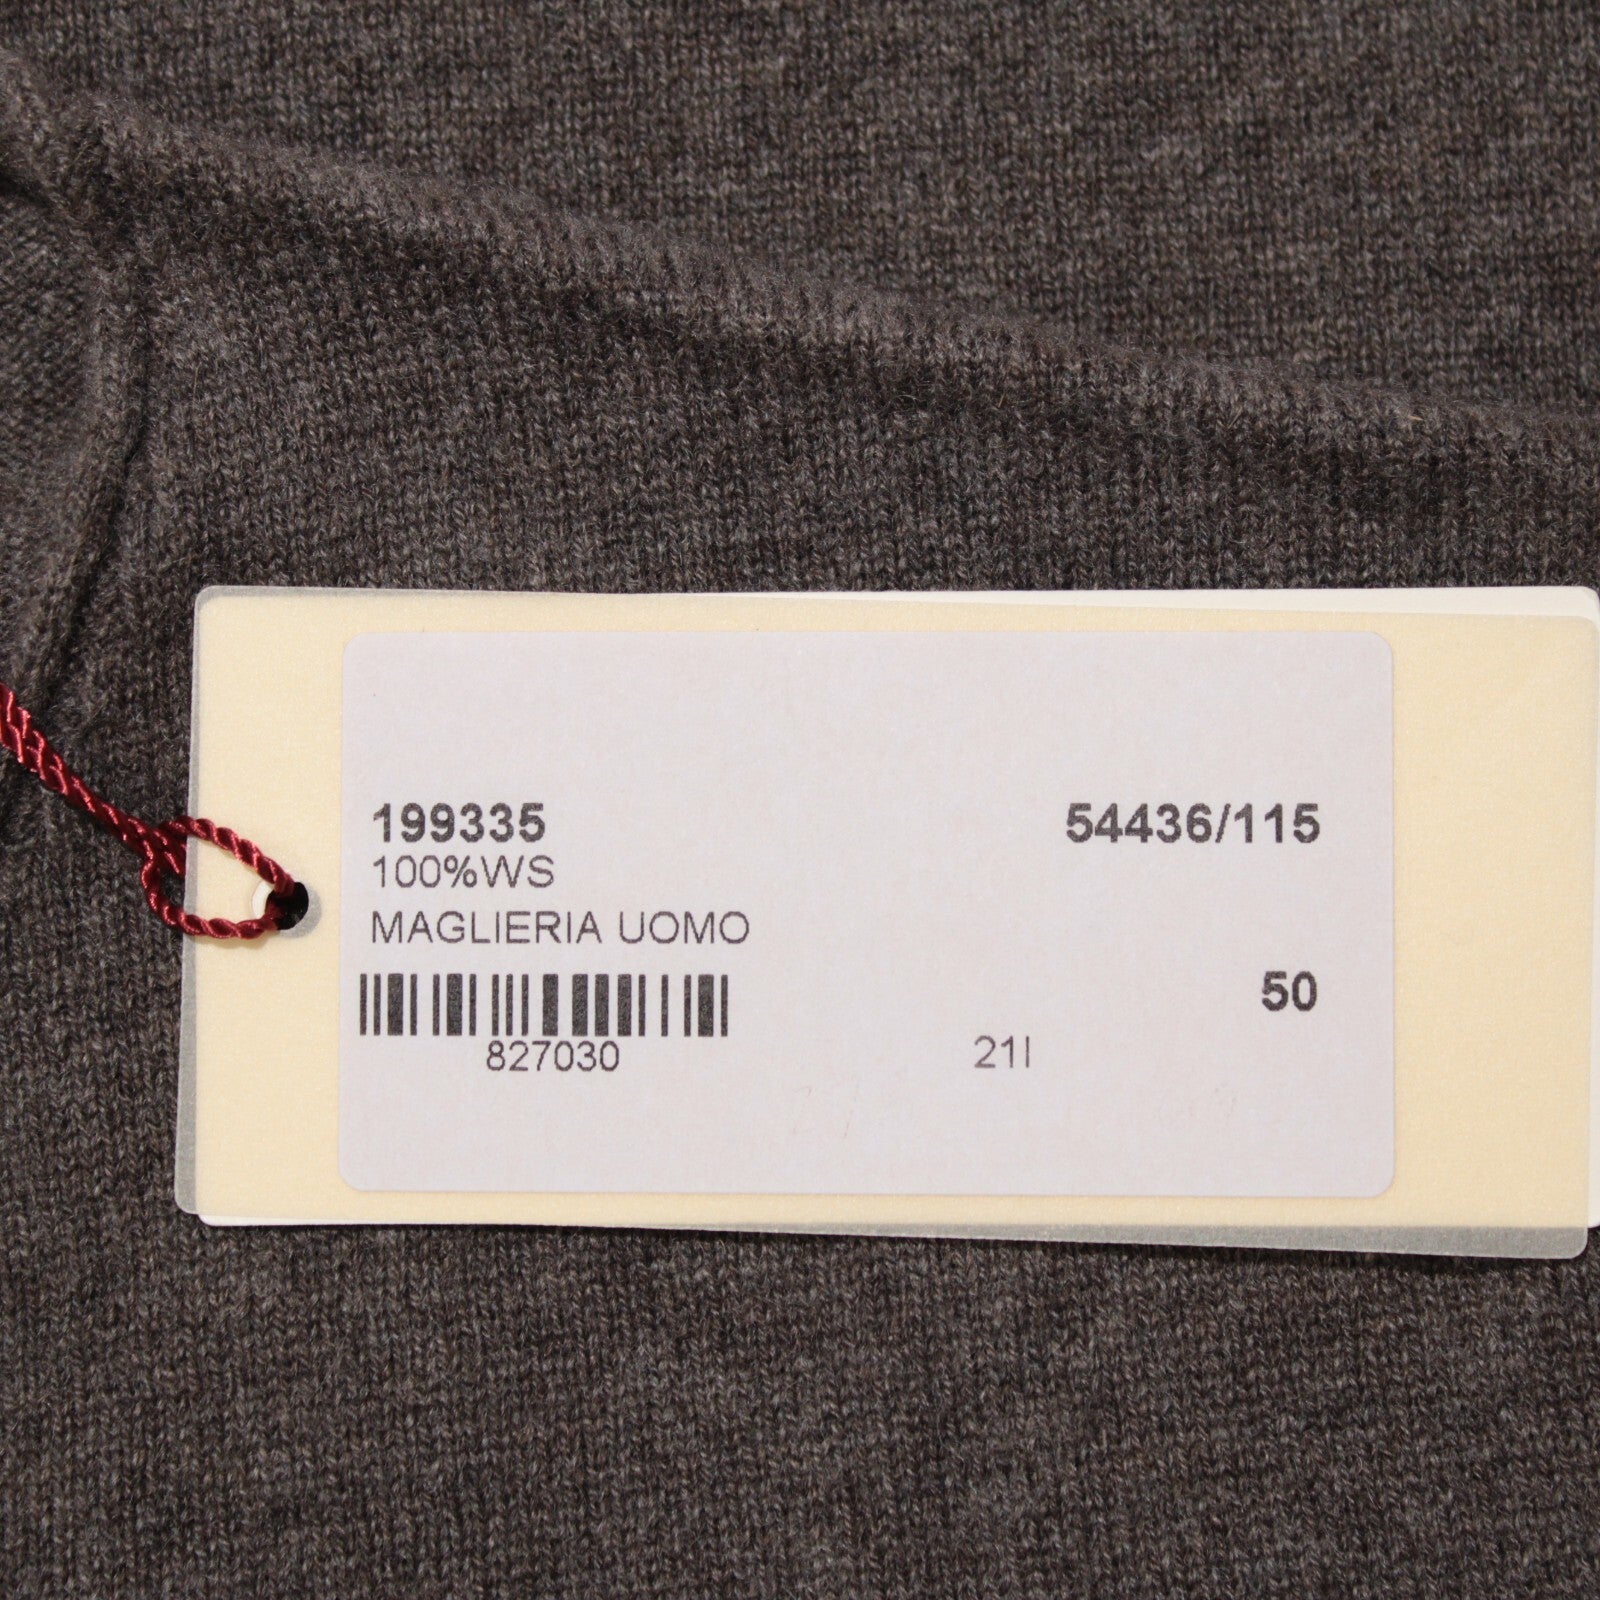 199335 54436/115
100%WS
MAGLIERIA UOMO
50
827030 21I